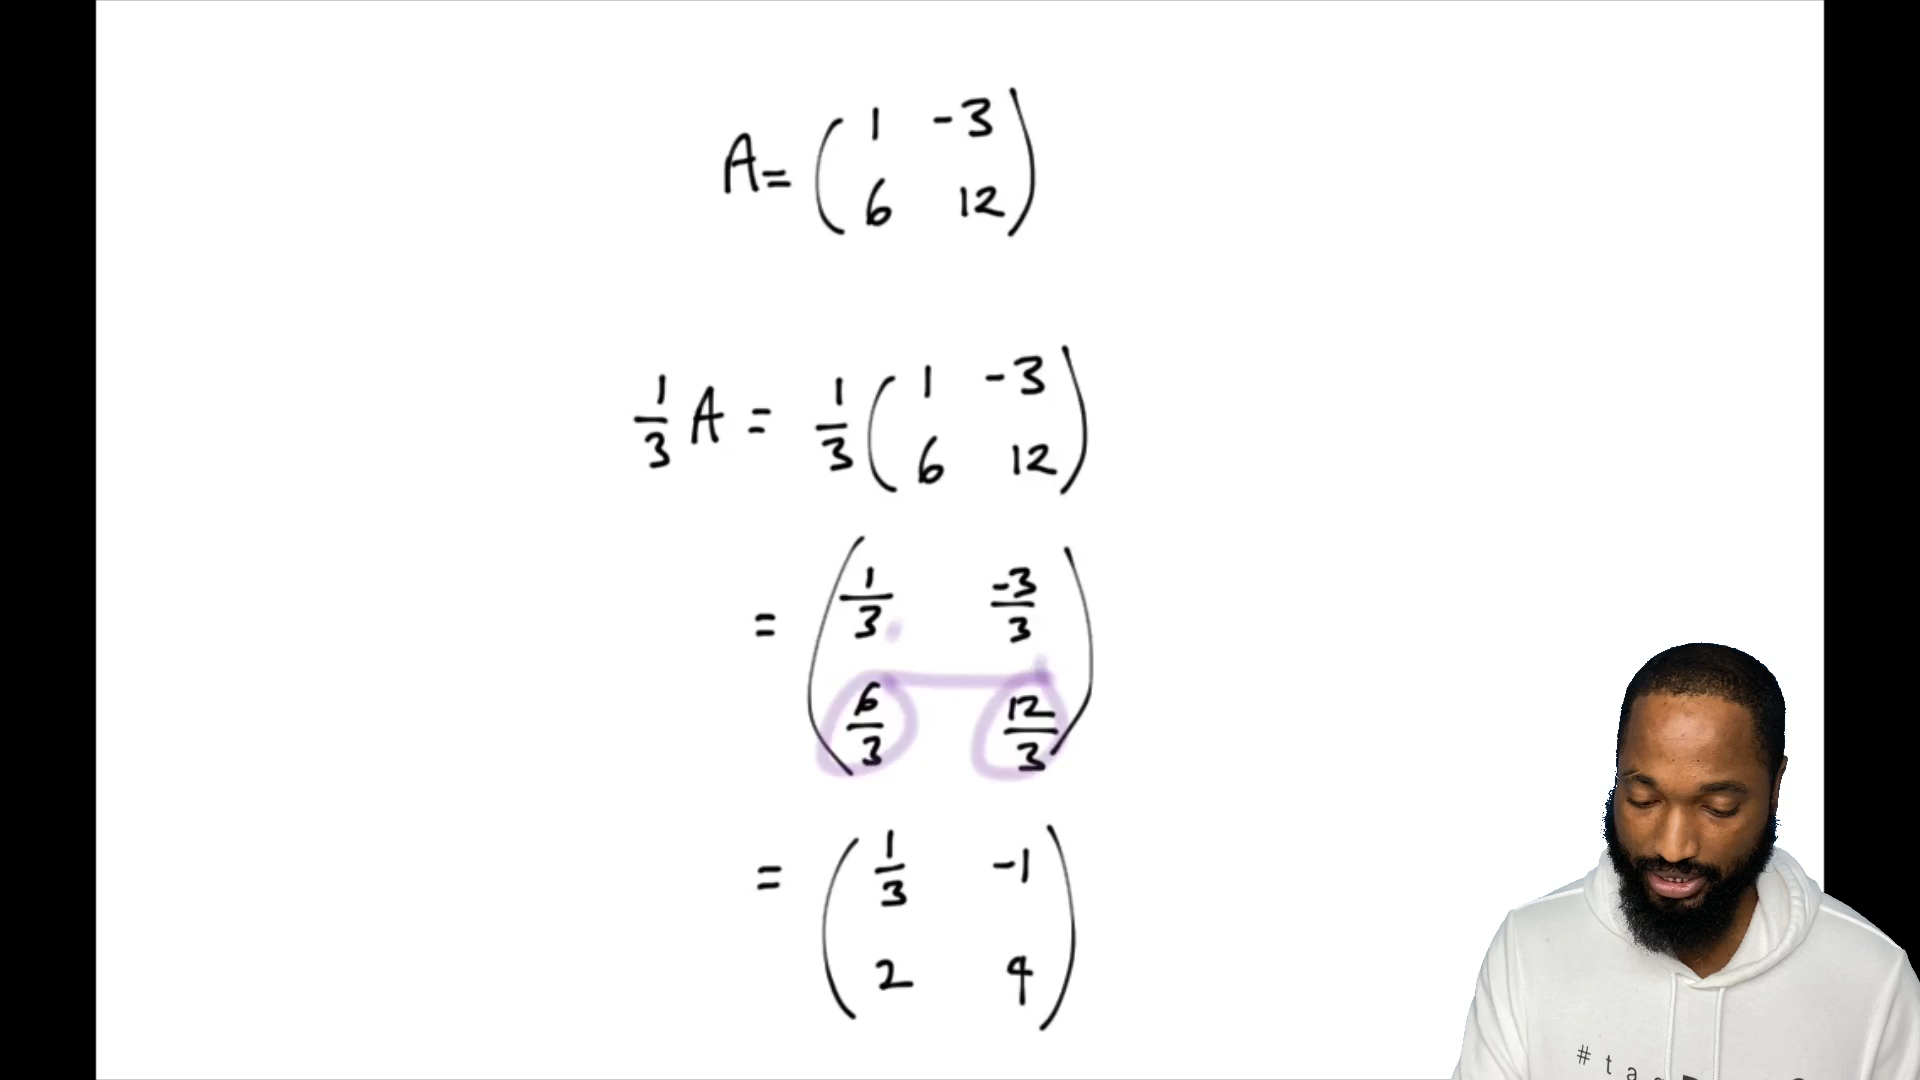 A = ( 1 -3
6 12 )
1/3 A = 1/3 ( 1 -3
6 12 )
= ( 1/3 -3/3
6/3 12/3 )
= ( 1/3 -1
2 4 )